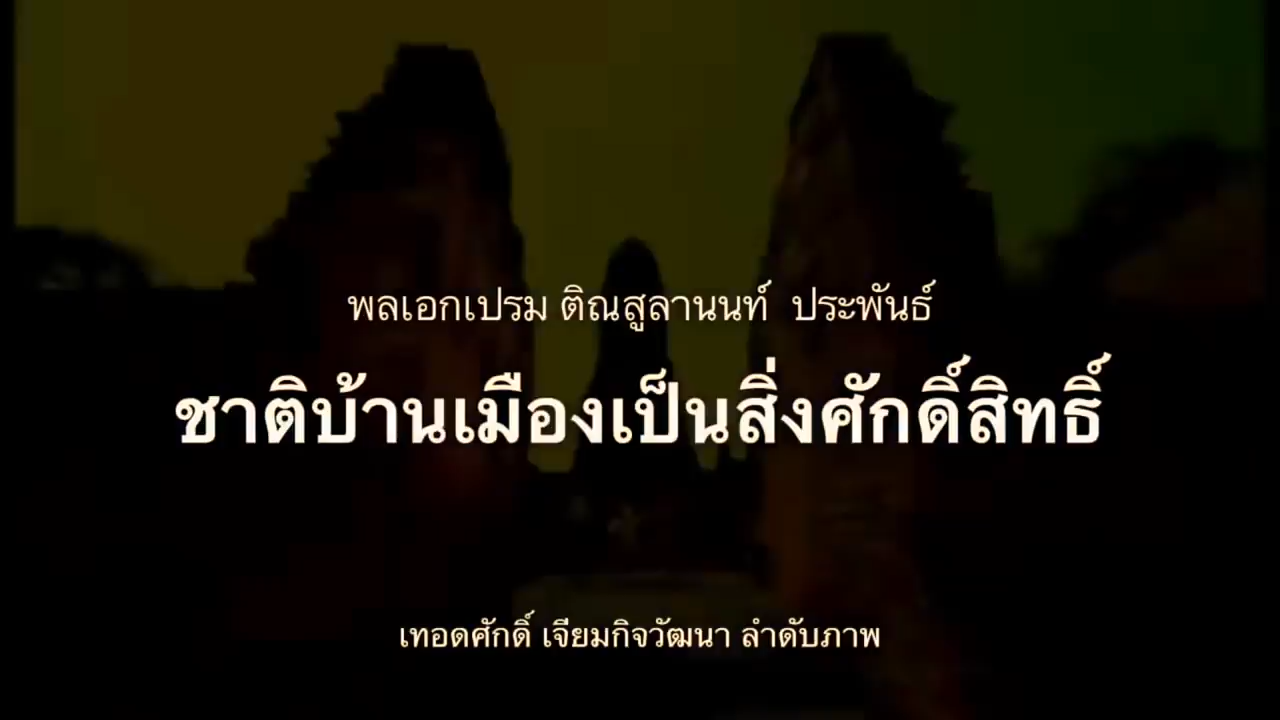 พลเอกเปรม ติณสูลานนท์ ประพันธ์
ชาติบ้านเมืองเป็นสิ่งศักดิ์สิทธิ์
เทอดศักดิ์ เจียมกิจวัฒนา ลำดับภาพ